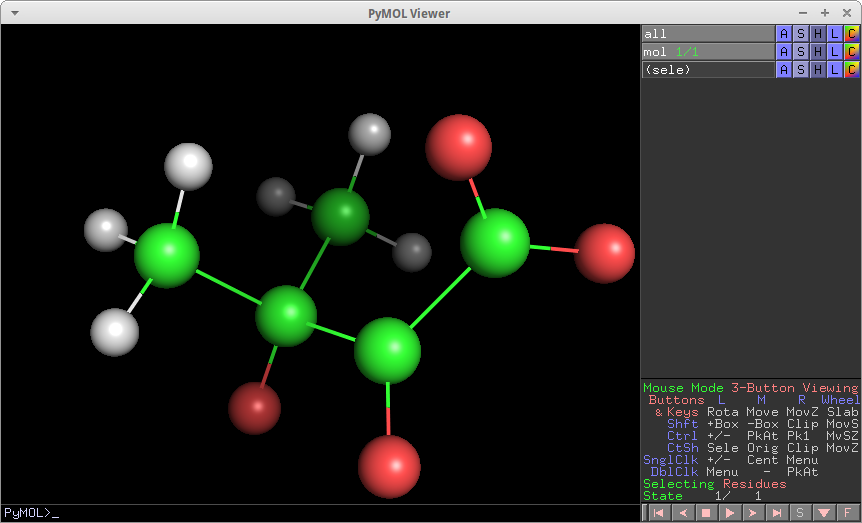 PyMOL Viewer
all A S H L C
mol 1/1 A S H L C
(sele) A S H L C
Mouse Mode 3-Button Viewing
Buttons L M R Wheel
& Keys Rota Move MovZ Slab
Shft +Box -Box Clip MovS
Ctrl +/- PkAt Pk1 MvSZ
CtSh Sele Orig Clip MovZ
SnglClk +/- Cent Menu
DblClk Menu - PkAt
Selecting Residues
State 1/ 1
PyMOL>_ S F